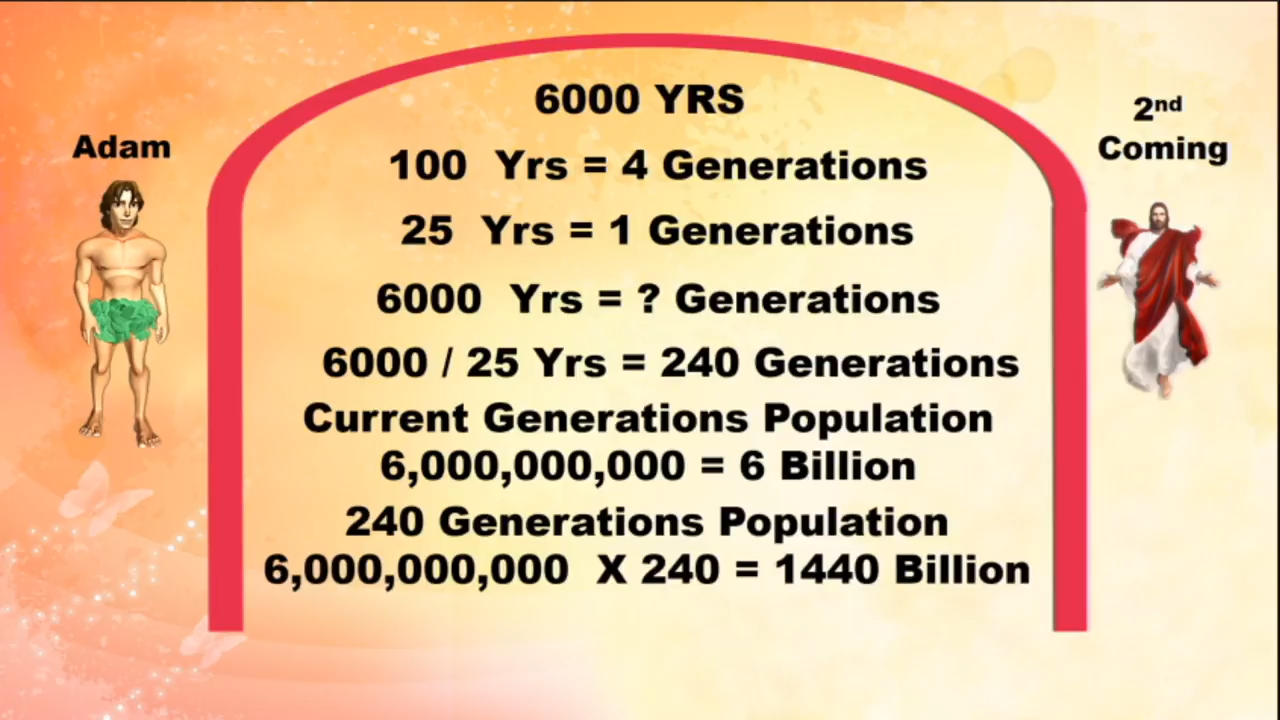 6000 YRS
Adam
2nd
Coming
100 Yrs = 4 Generations
25 Yrs = 1 Generations
6000 Yrs = ? Generations
6000 / 25 Yrs = 240 Generations
Current Generations Population
6,000,000,000 = 6 Billion
240 Generations Population
6,000,000,000 X 240 = 1440 Billion